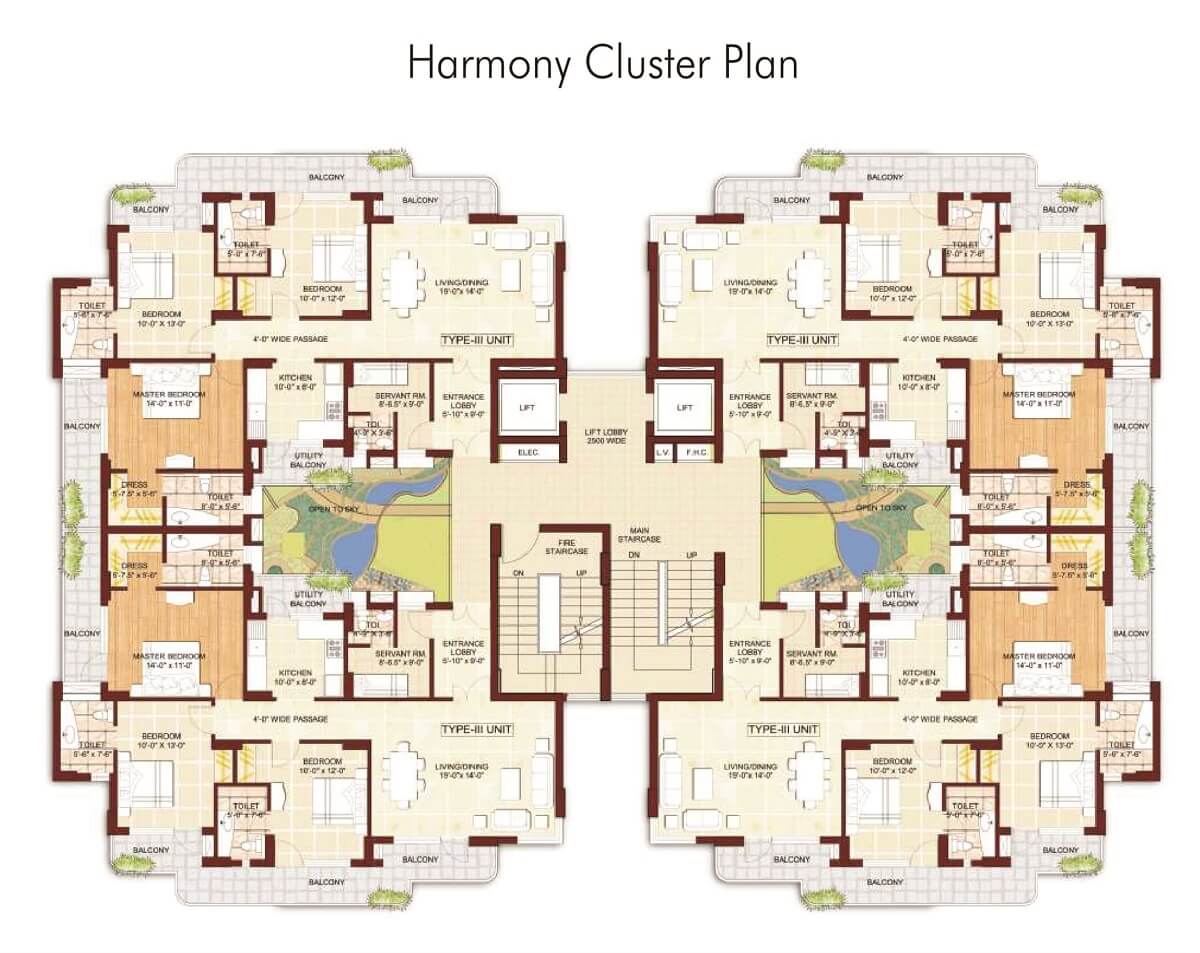 Harmony Cluster Plan
BALCONY
BALCONY
BALCONY
TOILET
5'-0" x 7'-6"
BEDROOM
10'-0" x 12'-0"
LIVING/DINING
19'-0"x 14'-0"
TOILET
5'-6" x 7'-6"
BEDROOM
10'-0" X 13'-0"
4'-0" WIDE PASSAGE
TYPE-III UNIT
MASTER BEDROOM
14'-0" x 11'-0"
KITCHEN
10'-0" x 8'-0"
SERVANT RM.
8'-6.5" x 9'-0"
TOI.
4'-9" X 3'-6"
ENTRANCE
LOBBY
5'-10" x 9'-0"
BALCONY
UTILITY
BALCONY
DRESS
5'-7.5" x 5'-6"
TOILET
8'-0" x 5'-6"
OPEN TO SKY
LIFT
ELEC.
LIFT LOBBY
2900 WIDE
LIFT
L.V.
F.H.C.
BALCONY
BALCONY
BALCONY
LIVING/DINING
19'-0"x 14'-0"
BEDROOM
10'-0" x 12'-0"
TOILET
5'-0" x 7'-6"
BEDROOM
10'-0" X 13'-0"
TOILET
5'-6" x 7'-6"
TYPE-III UNIT
4'-0" WIDE PASSAGE
ENTRANCE
LOBBY
5'-10" x 9'-0"
SERVANT RM.
8'-6.5" x 9'-0"
TOI.
4'-9" X 3'-6"
KITCHEN
10'-0" x 8'-0"
MASTER BEDROOM
14'-0" x 11'-0"
BALCONY
UTILITY
BALCONY
TOILET
8'-0" x 5'-6"
DRESS
5'-7.5" x 5'-6"
OPEN TO SKY
FIRE
STAIRCASE
DN
UP
MAIN
STAIRCASE
DN
UP
DRESS
5'-7.5" x 5'-6"
TOILET
8'-0" x 5'-6"
UTILITY
BALCONY
BALCONY
MASTER BEDROOM
14'-0" x 11'-0"
KITCHEN
10'-0" x 8'-0"
TOI.
4'-9" X 3'-6"
SERVANT RM.
8'-6.5" x 9'-0"
ENTRANCE
LOBBY
5'-10" x 9'-0"
4'-0" WIDE PASSAGE
TYPE-III UNIT
TOILET
5'-6" x 7'-6"
BEDROOM
10'-0" X 13'-0"
BEDROOM
10'-0" x 12'-0"
LIVING/DINING
19'-0"x 14'-0"
TOILET
5'-0" x 7'-6"
BALCONY
BALCONY
BALCONY
TOILET
8'-0" x 5'-6"
DRESS
5'-7.5" x 5'-6"
UTILITY
BALCONY
BALCONY
ENTRANCE
LOBBY
5'-10" x 9'-0"
TOI.
4'-9" X 3'-6"
SERVANT RM.
8'-6.5" x 9'-0"
KITCHEN
10'-0" x 8'-0"
MASTER BEDROOM
14'-0" x 11'-0"
TYPE-III UNIT
4'-0" WIDE PASSAGE
LIVING/DINING
19'-0"x 14'-0"
BEDROOM
10'-0" x 12'-0"
BEDROOM
10'-0" X 13'-0"
TOILET
5'-6" x 7'-6"
TOILET
5'-0" x 7'-6"
BALCONY
BALCONY
BALCONY